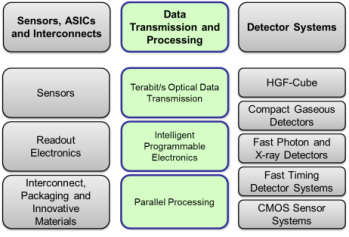 Sensors, ASICs
and Interconnects
Data
Transmission and
Processing
Detector Systems
Sensors
Readout
Electronics
Interconnect,
Packaging and
Innovative
Materials
Terabit/s Optical Data
Transmission
Intelligent
Programmable
Electronics
Parallel Processing
HGF-Cube
Compact Gaseous
Detectors
Fast Photon and
X-ray Detectors
Fast Timing
Detector Systems
CMOS Sensor
Systems